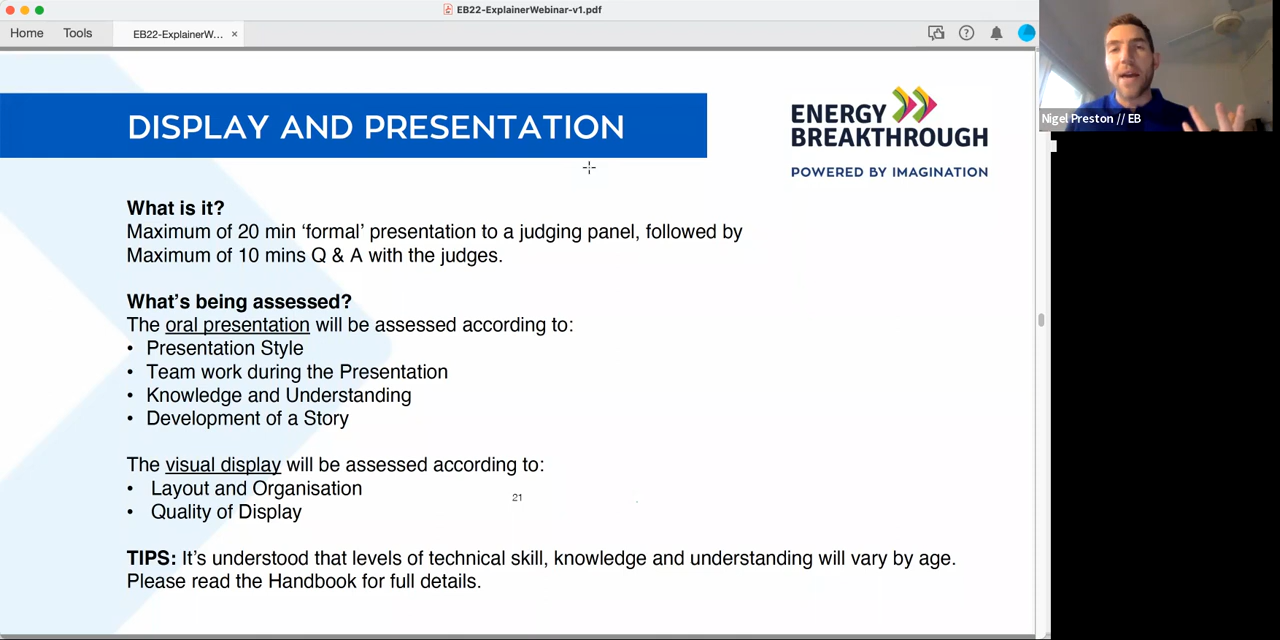 EB22-ExplainerWebinar-v1.pdf
Home Tools EB22-ExplainerW... ×
DISPLAY AND PRESENTATION
ENERGY
BREAKTHROUGH
POWERED BY IMAGINATION
Nigel Preston // EB
What is it?
Maximum of 20 min ‘formal’ presentation to a judging panel, followed by
Maximum of 10 mins Q & A with the judges.
What’s being assessed?
The oral presentation will be assessed according to:
• Presentation Style
• Team work during the Presentation
• Knowledge and Understanding
• Development of a Story
The visual display will be assessed according to:
• Layout and Organisation
• Quality of Display
21
TIPS: It’s understood that levels of technical skill, knowledge and understanding will vary by age.
Please read the Handbook for full details.